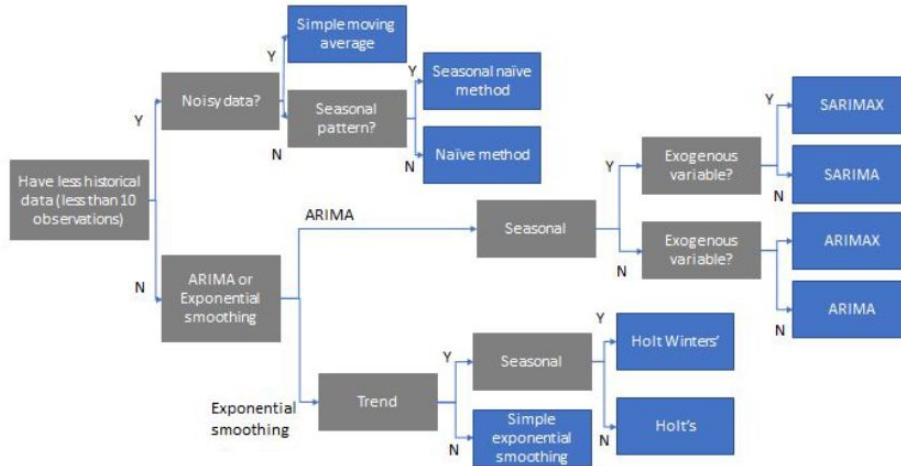 Simple moving
average
Y
Y
Seasonal naïve
method
Noisy data?
Seasonal
pattern?
Y
N
N
Naïve method
Y
SARIMAX
Exogenous
variable?
Y
N
SARIMA
Have less historical
data (less than 10
observations)
ARIMA
Seasonal
Exogenous
variable?
Y
ARIMAX
N
N
ARIMA or
Exponential
smoothing
N
ARIMA
Y
Holt Winters'
Y
Seasonal
Trend
Exponential
smoothing
N
Simple
exponential
smoothing
N
Holt's